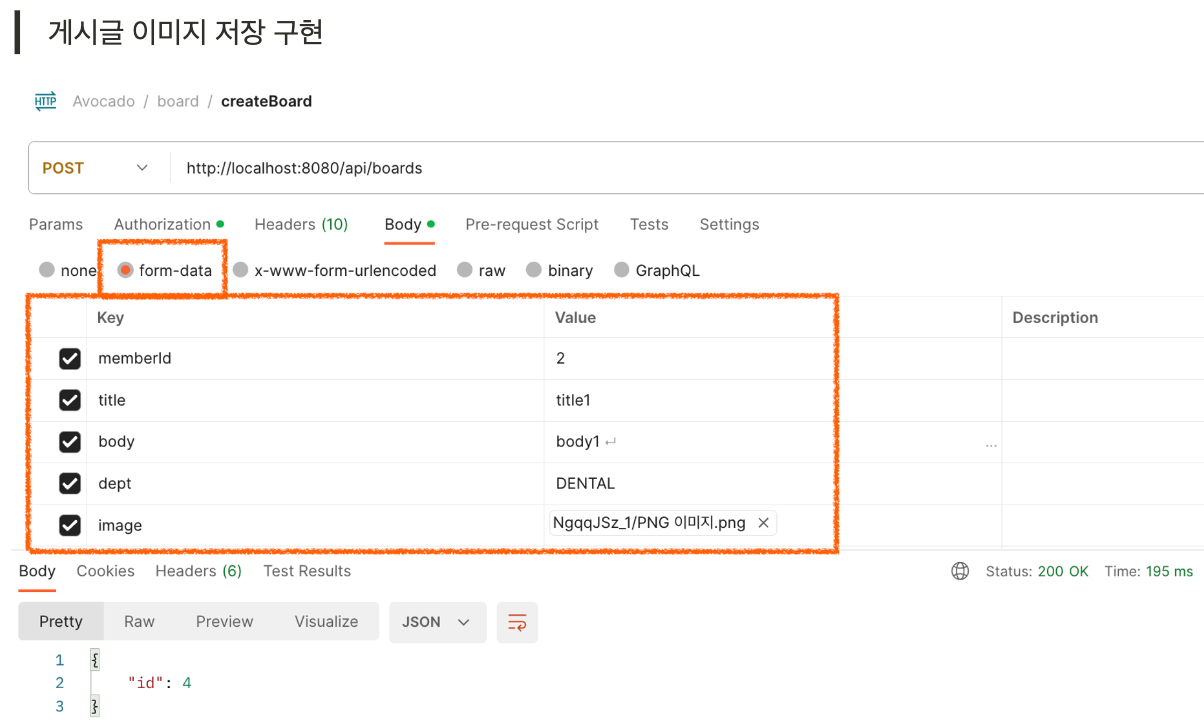 게시글 이미지 저장 구현
HTTP Avocado / board / createBoard
POST http://localhost:8080/api/boards
Params Authorization Headers (10) Body Pre-request Script Tests Settings
none form-data x-www-form-urlencoded raw binary GraphQL
Key Value Description
memberId 2
title title1
body body1 ↵ ...
dept DENTAL
image NgqqJSz_1/PNG 이미지.png ×
Body Cookies Headers (6) Test Results Status: 200 OK Time: 195 ms
Pretty Raw Preview Visualize JSON
1 {
2 "id": 4
3 }